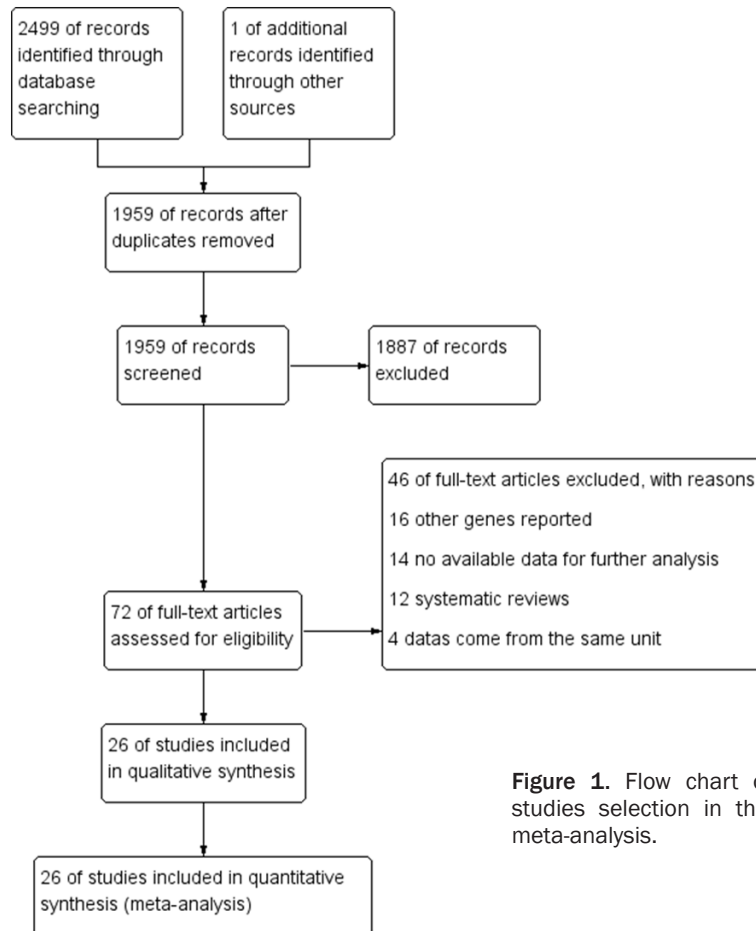 2499 of records
identified through
database
searching
1 of additional
records identified
through other
sources
1959 of records after
duplicates removed
1959 of records
screened
1887 of records
excluded
46 of full-text articles excluded, with reasons
16 other genes reported
14 no available data for further analysis
12 systematic reviews
4 datas come from the same unit
72 of full-text articles
assessed for eligibility
26 of studies included
in qualitative synthesis
26 of studies included in quantitative
synthesis (meta-analysis)
Figure 1. Flow chart
studies selection in
meta-analysis.